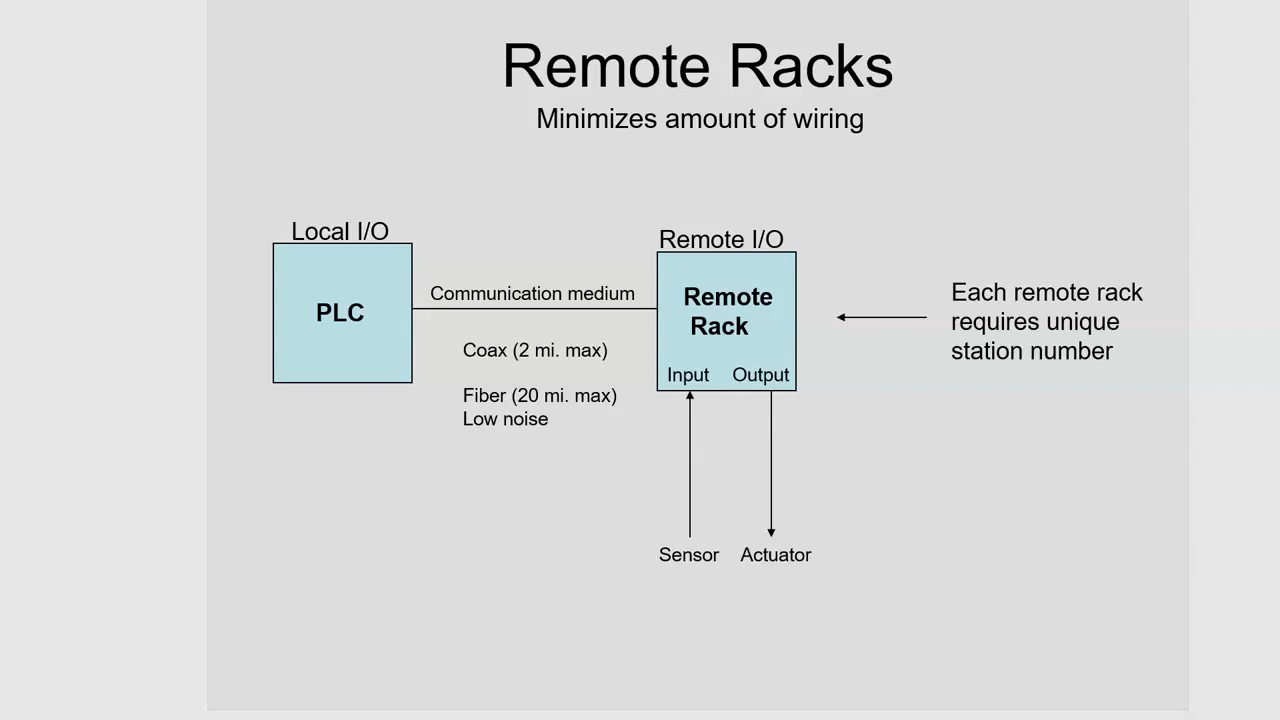 Remote Racks
Minimizes amount of wiring
Local I/O
PLC
Communication medium
Coax (2 mi. max)
Fiber (20 mi. max)
Low noise
Remote I/O
Remote
Rack
Input Output
Sensor Actuator
Each remote rack
requires unique
station number